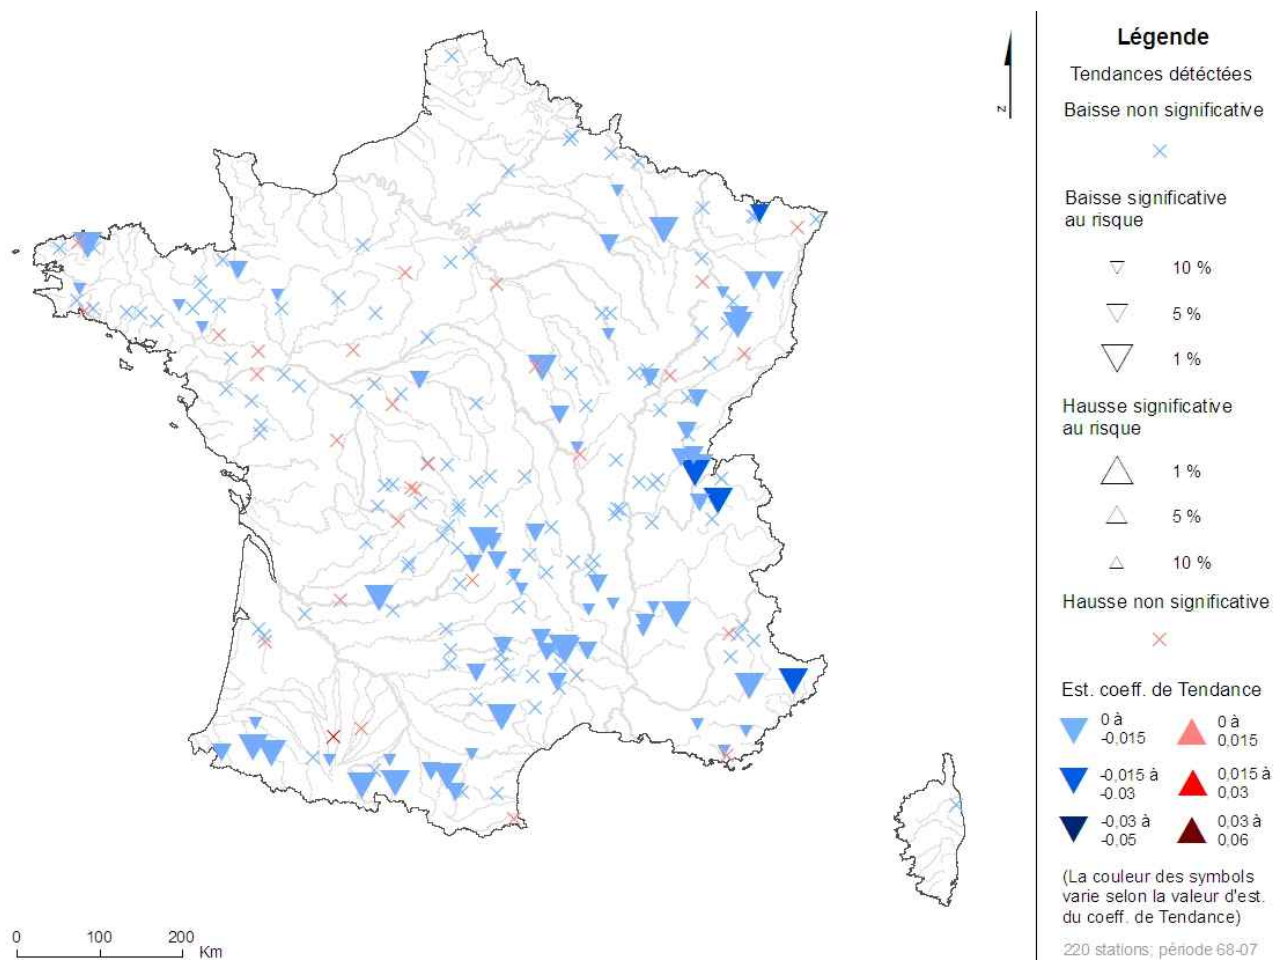 Légende
Tendances détéctées
Baisse non significative
Baisse significative
au risque
10 %
5 %
1 %
Hausse significative
au risque
1 %
5 %
10 %
Hausse non significative
Est. coeff. de Tendance
0 à
-0,015
0 à
0,015
-0,015 à
-0,03
0,015 à
0,03
-0,03 à
-0,05
0,03 à
0,06
(La couleur des symbols
varie selon la valeur d'est.
du coeff. de Tendance)
220 stations; période 68-07
N
0 100 200
Km